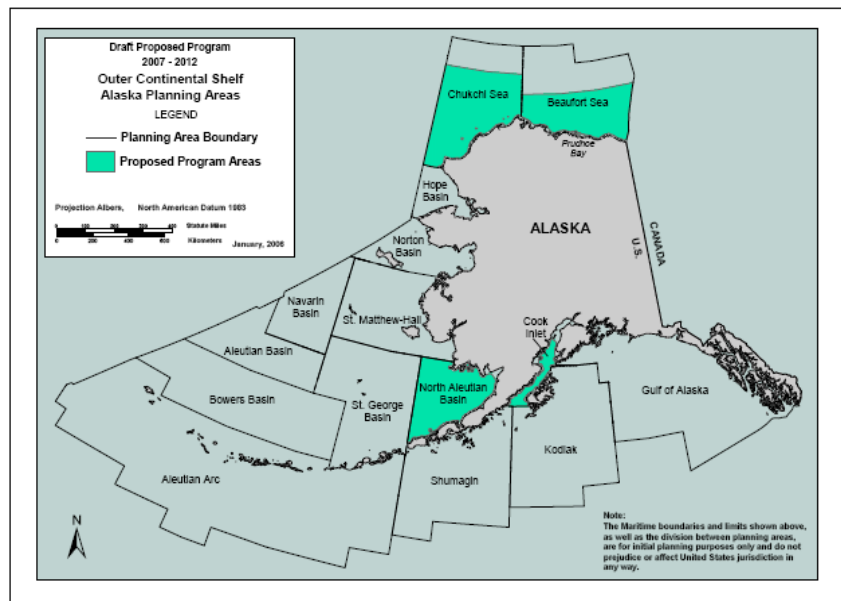 Draft Proposed Program
2007 - 2012
Outer Continental Shelf
Alaska Planning Areas
LEGEND
Planning Area Boundary
Proposed Program Areas
Projection Albers, North American Datum 1983
Statute Miles
Kilometers
January, 2006
Chukchi Sea
Beaufort Sea
Prudhoe
Bay
Hope
Basin
ALASKA
CANADA
U.S.
Norton
Basin
Navarin
Basin
St. Matthew-Hall
Cook
Inlet
Aleutian Basin
North Aleutian
Basin
Gulf of Alaska
Bowers Basin
St. George
Basin
Kodiak
Aleutian Arc
Shumagin
N
Note:
The Maritime boundaries and limits shown above,
as well as the division between planning areas,
are for initial planning purposes only and do not
prejudice or affect United States jurisdiction in
any way.